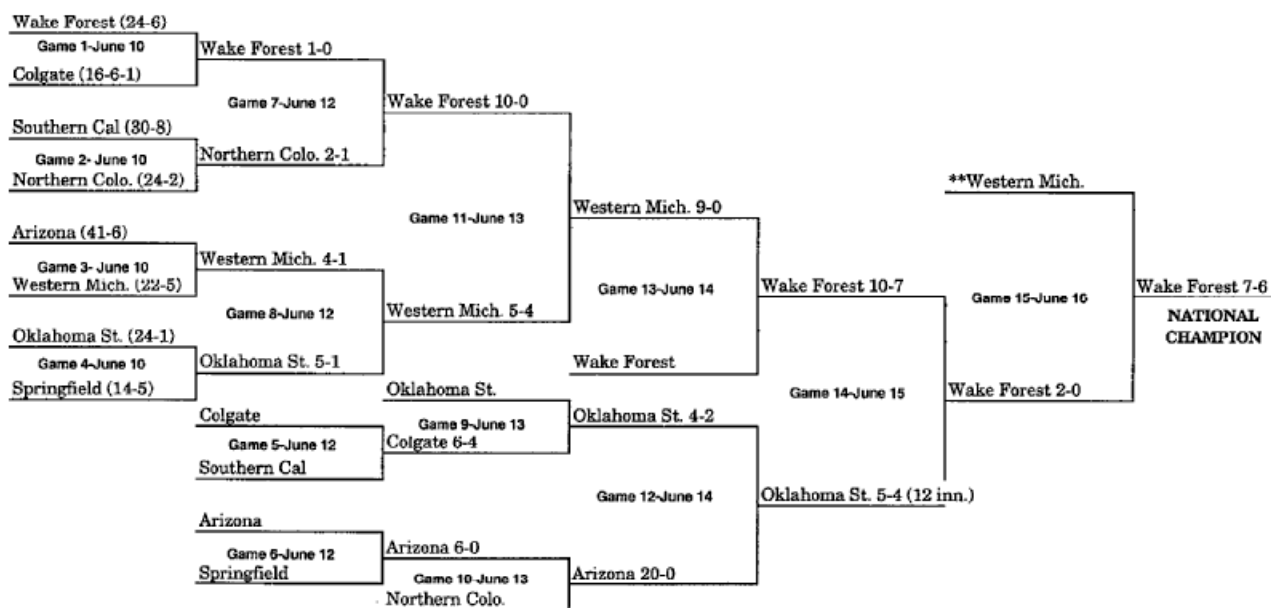 Wake Forest (24-6)
Game 1-June 10
Colgate (16-6-1)
Southern Cal (30-8)
Game 2- June 10
Northern Colo. (24-2)
Arizona (41-6)
Game 3- June 10
Western Mich. (22-5)
Oklahoma St. (24-1)
Game 4-June 10
Springfield (14-5)
Wake Forest 1-0
Game 7-June 12
Northern Colo. 2-1
Western Mich. 4-1
Game 8-June 12
Oklahoma St. 5-1
Colgate
Game 5-June 12
Southern Cal
Arizona
Game 6-June 12
Springfield
Wake Forest 10-0
Game 11-June 13
Western Mich. 5-4
Oklahoma St.
Game 9-June 13
Colgate 6-4
Arizona 6-0
Game 10-June 13
Northern Colo.
Western Mich. 9-0
Game 13-June 14
Wake Forest
Oklahoma St. 4-2
Game 12-June 14
Arizona 20-0
Wake Forest 10-7
Game 14-June 15
Oklahoma St. 5-4 (12 inn.)
**Western Mich.
Game 15-June 16
Wake Forest 2-0
Wake Forest 7-6
NATIONAL
CHAMPION